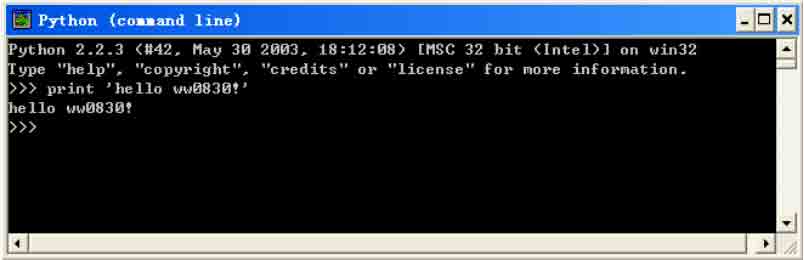 Python (command line)
Python 2.2.3 (#42, May 30 2003, 18:12:08) [MSC 32 bit (Intel)] on win32
Type "help", "copyright", "credits" or "license" for more information.
>>> print 'hello ww0830!'
hello ww0830!
>>>